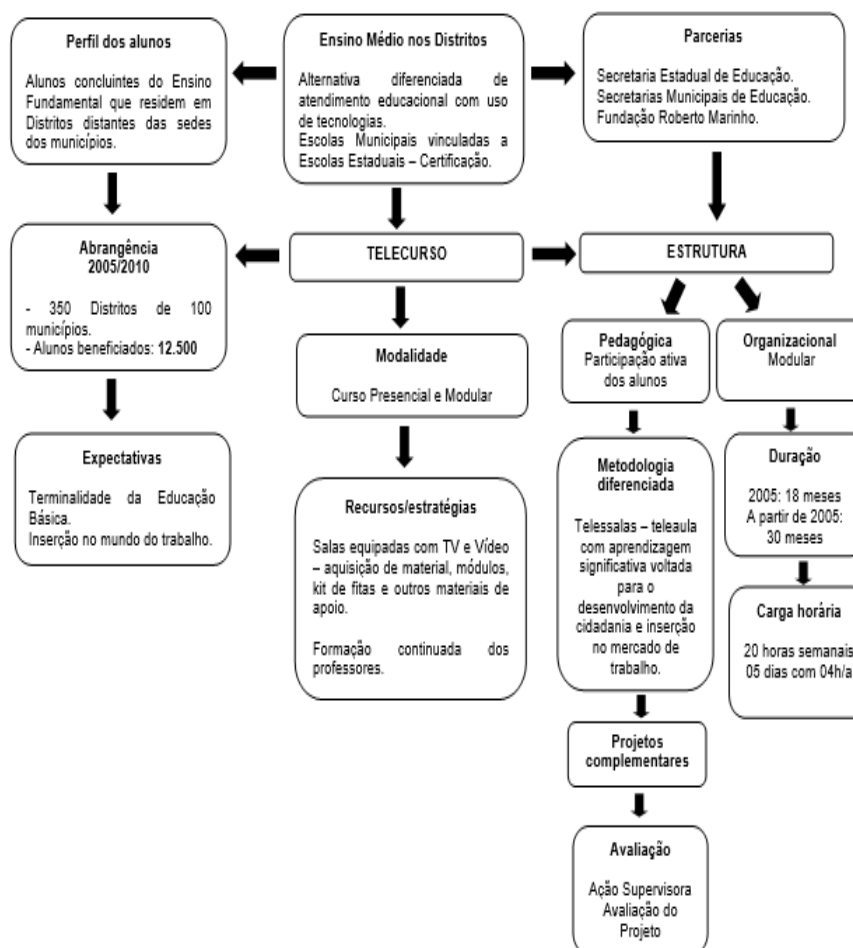 Perfil dos alunos
Alunos concluintes do Ensino
Fundamental que residem em
Distritos distantes das sedes
dos municípios.
Ensino Médio nos Distritos
Alternativa diferenciada de
atendimento educacional com uso
de tecnologias.
Escolas Municipais vinculadas a
Escolas Estaduais – Certificação.
Parcerias
Secretaria Estadual de Educação.
Secretarias Municipais de Educação.
Fundação Roberto Marinho.
Abrangência
2005/2010
- 350 Distritos de 100
municípios.
- Alunos beneficiados: 12.500
TELECURSO
ESTRUTURA
Modalidade
Curso Presencial e Modular
Pedagógica
Participação ativa
dos alunos
Organizacional
Modular
Expectativas
Terminalidade da Educação
Básica.
Inserção no mundo do trabalho.
Recursos/estratégias
Salas equipadas com TV e Vídeo
– aquisição de material, módulos,
kit de fitas e outros materiais de
apoio.
Formação continuada dos
professores.
Metodologia
diferenciada
Telessalas – teleaula
com aprendizagem
significativa voltada
para o
desenvolvimento da
cidadania e inserção
no mercado de
trabalho.
Duração
2005: 18 meses
A partir de 2005:
30 meses
Carga horária
20 horas semanais
05 dias com 04h/a
Projetos
complementares
Avaliação
Ação Supervisora
Avaliação do
Projeto